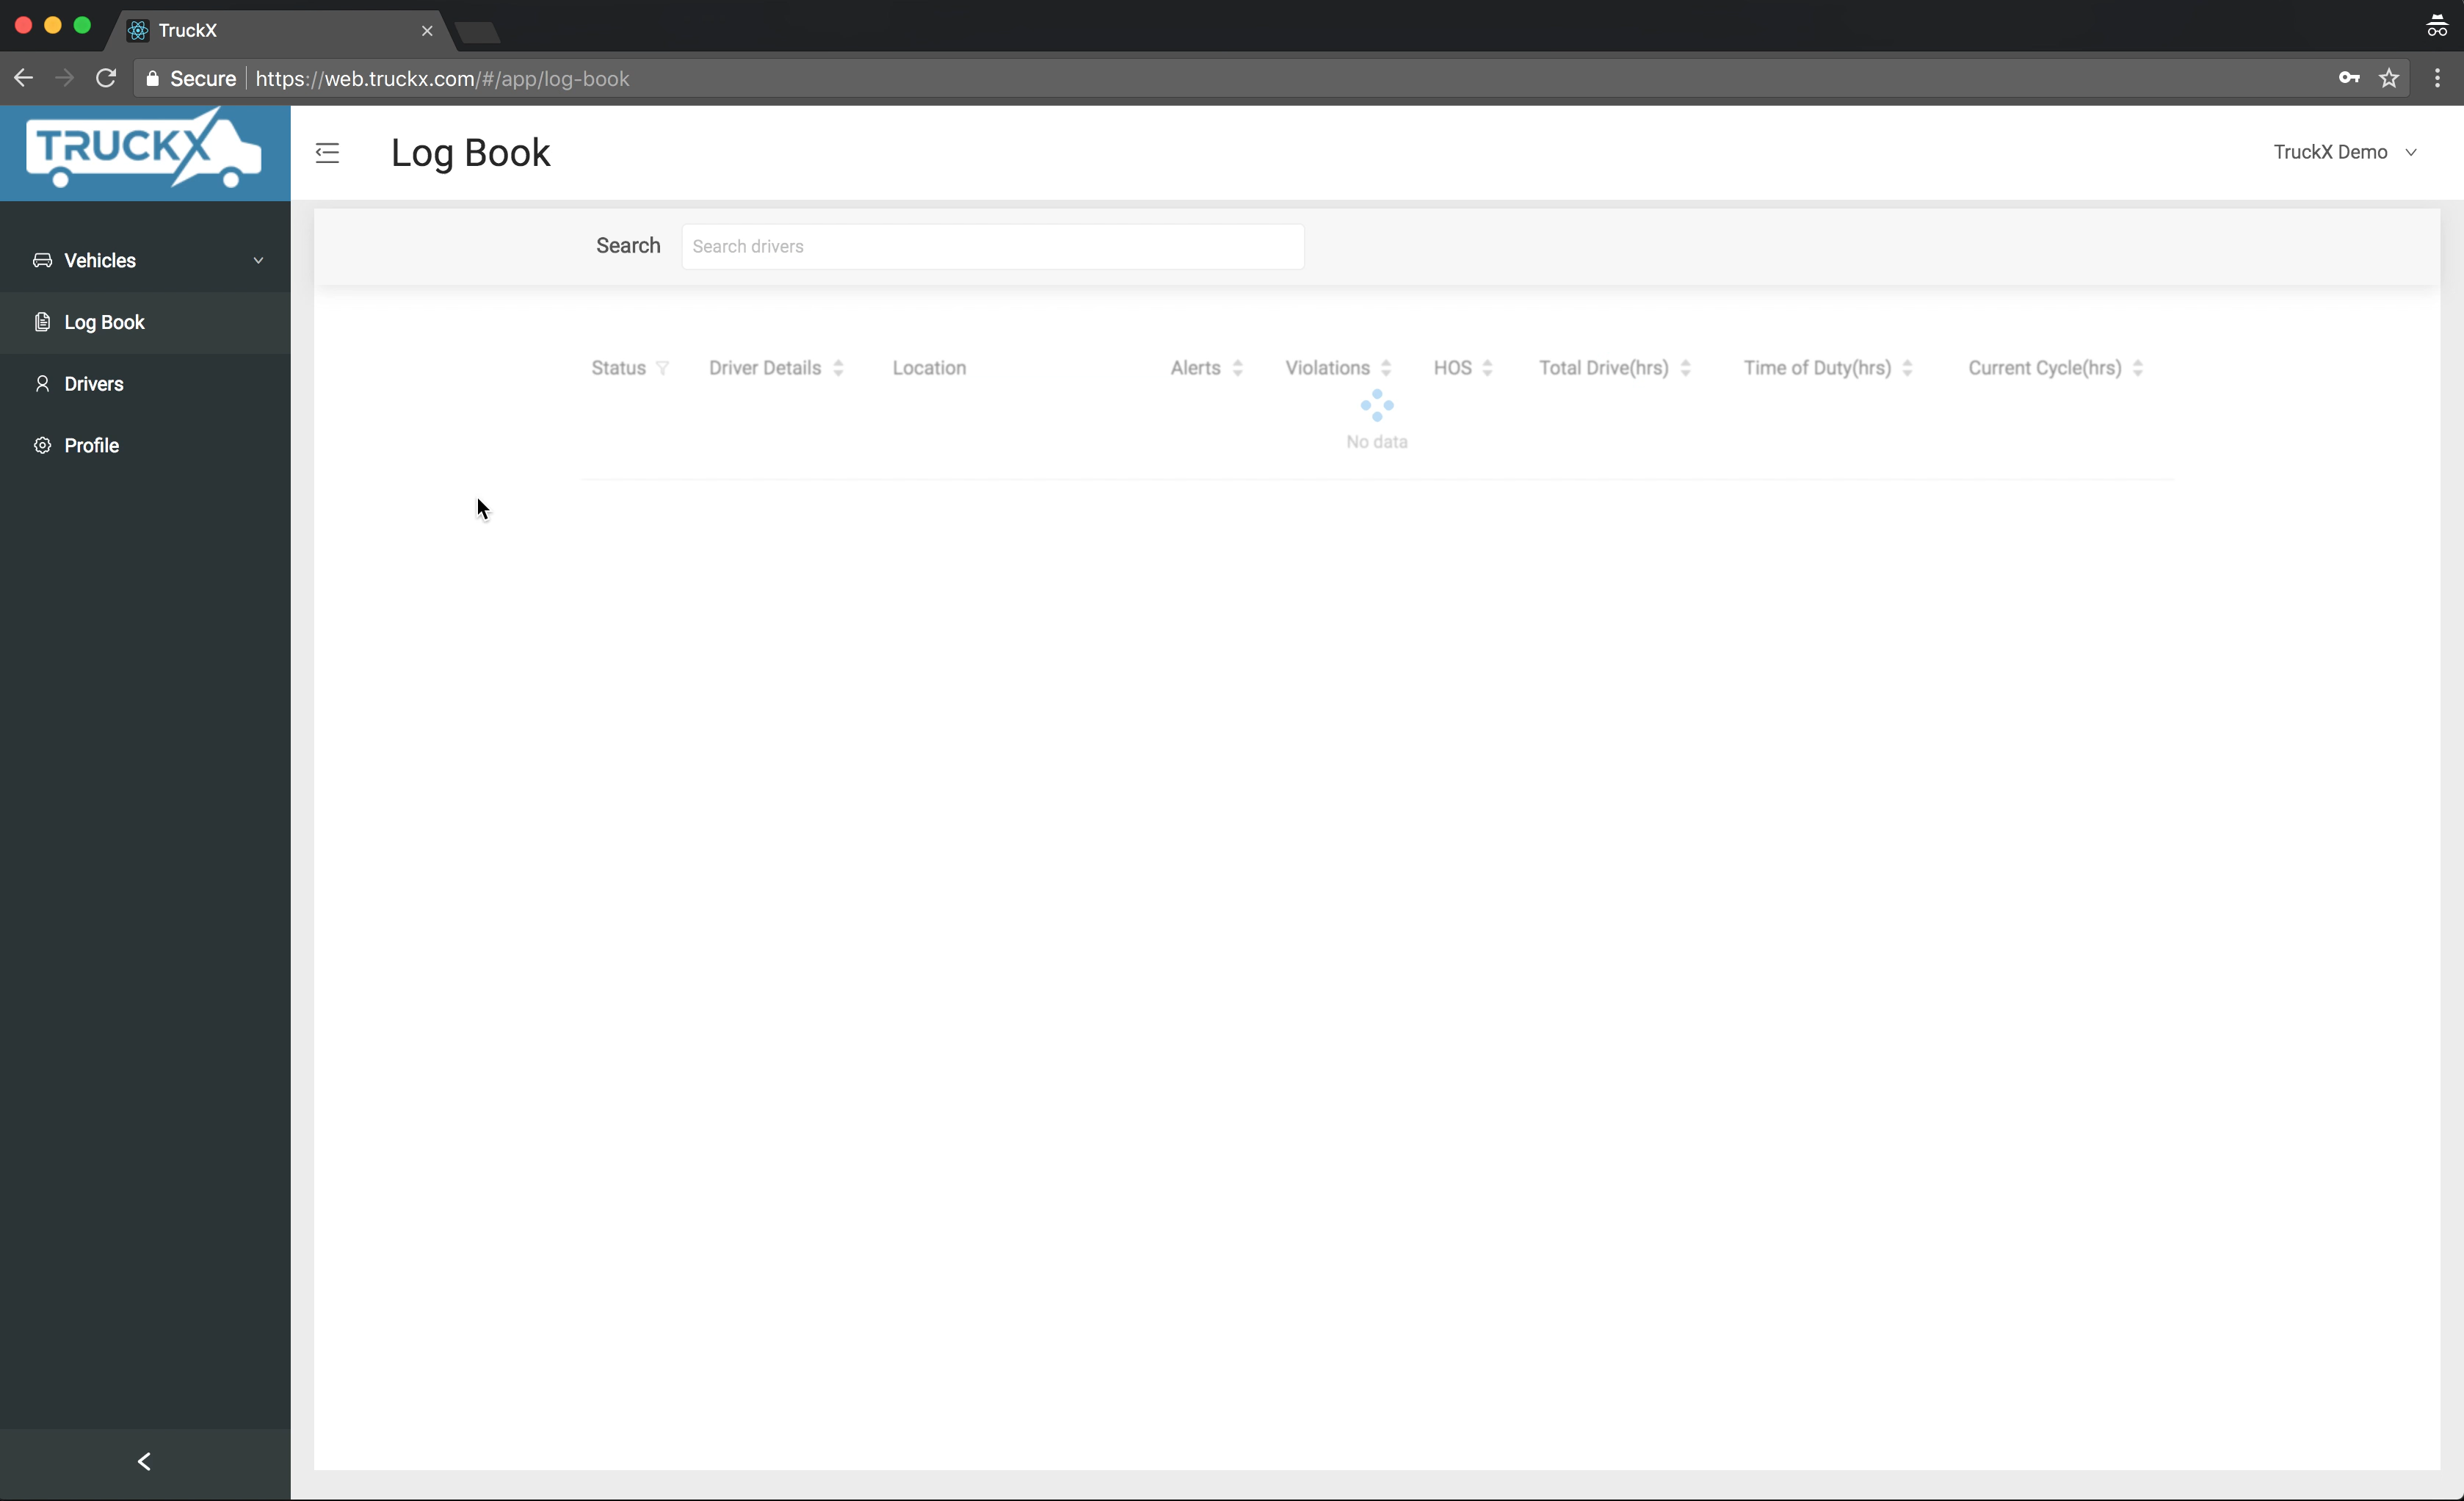 TruckX
Secure https://web.truckx.com/#/app/log-book
TRUCKX
Log Book
TruckX Demo
Vehicles
Log Book
Drivers
Profile
Search Search drivers
Status Driver Details Location Alerts Violations HOS Total Drive(hrs) Time of Duty(hrs) Current Cycle(hrs)
No data